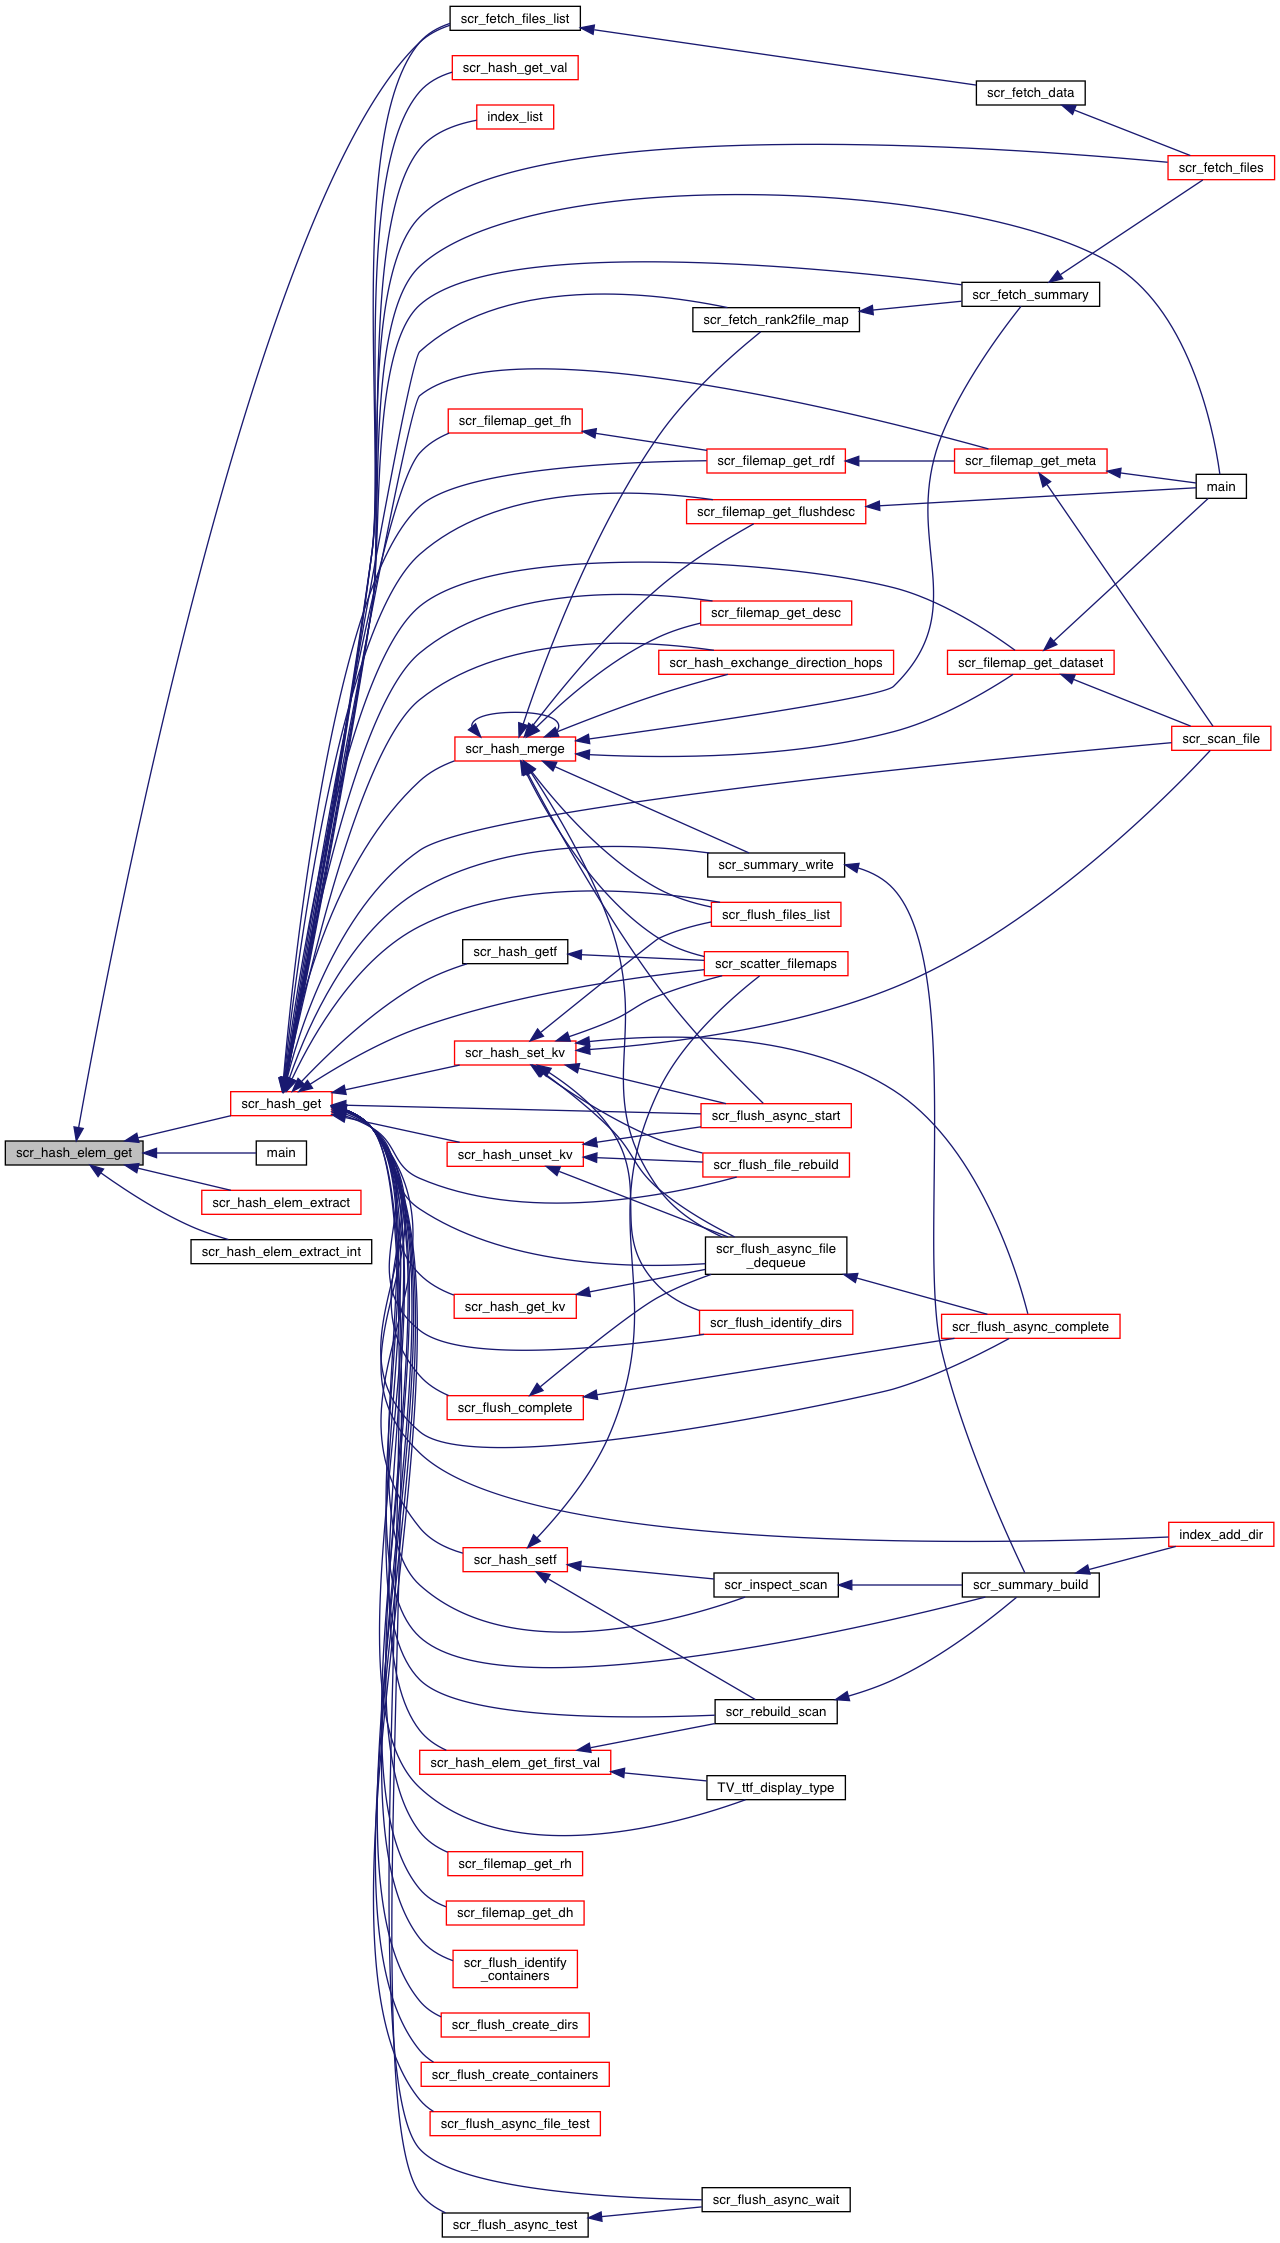 scr_fetch_files_list
scr_hash_get_val
scr_fetch_data
index_list
scr_fetch_files
scr_fetch_summary
scr_fetch_rank2file_map
scr_filemap_get_fh
scr_filemap_get_rdf
scr_filemap_get_meta
main
scr_filemap_get_flushdesc
scr_filemap_get_desc
scr_hash_exchange_direction_hops
scr_filemap_get_dataset
scr_hash_merge
scr_scan_file
scr_summary_write
scr_flush_files_list
scr_hash_getf
scr_scatter_filemaps
scr_hash_set_kv
scr_hash_get
scr_flush_async_start
scr_hash_elem_get
main
scr_hash_unset_kv
scr_flush_file_rebuild
scr_hash_elem_extract
scr_hash_elem_extract_int
scr_flush_async_file
_dequeue
scr_hash_get_kv
scr_flush_identify_dirs
scr_flush_async_complete
scr_flush_complete
index_add_dir
scr_hash_setf
scr_inspect_scan
scr_summary_build
scr_rebuild_scan
scr_hash_elem_get_first_val
TV_ttf_display_type
scr_filemap_get_rh
scr_filemap_get_dh
scr_flush_identify
_containers
scr_flush_create_dirs
scr_flush_create_containers
scr_flush_async_file_test
scr_flush_async_wait
scr_flush_async_test